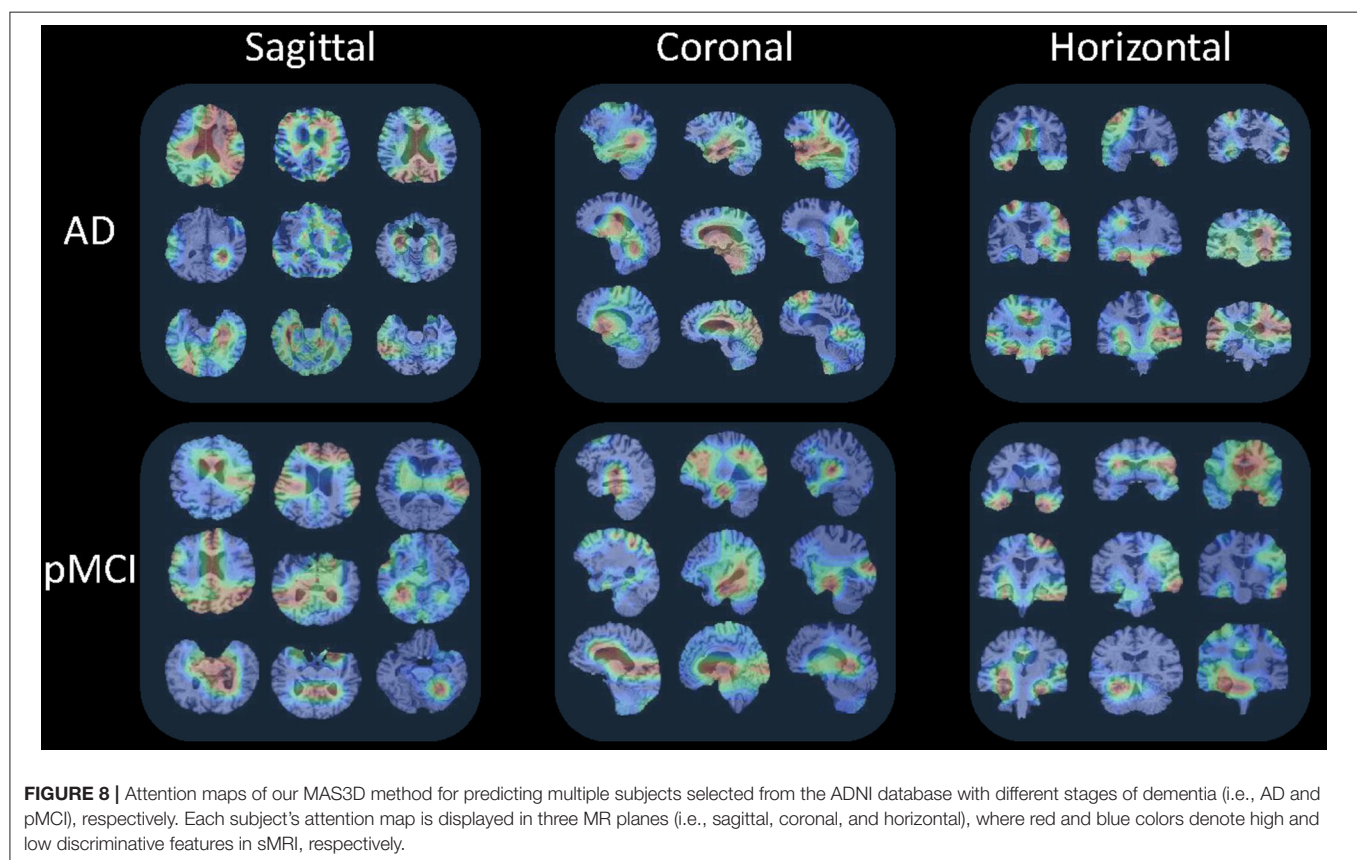 Sagittal
Coronal
Horizontal
AD
pMCI
FIGURE 8 | Attention maps of our MAS3D method for predicting multiple subjects selected from the ADNI database with different stages of dementia (i.e., AD and
pMCI), respectively. Each subject's attention map is displayed in three MR planes (i.e., sagittal, coronal, and horizontal), where red and blue colors denote high and
low discriminative features in sMRI, respectively.